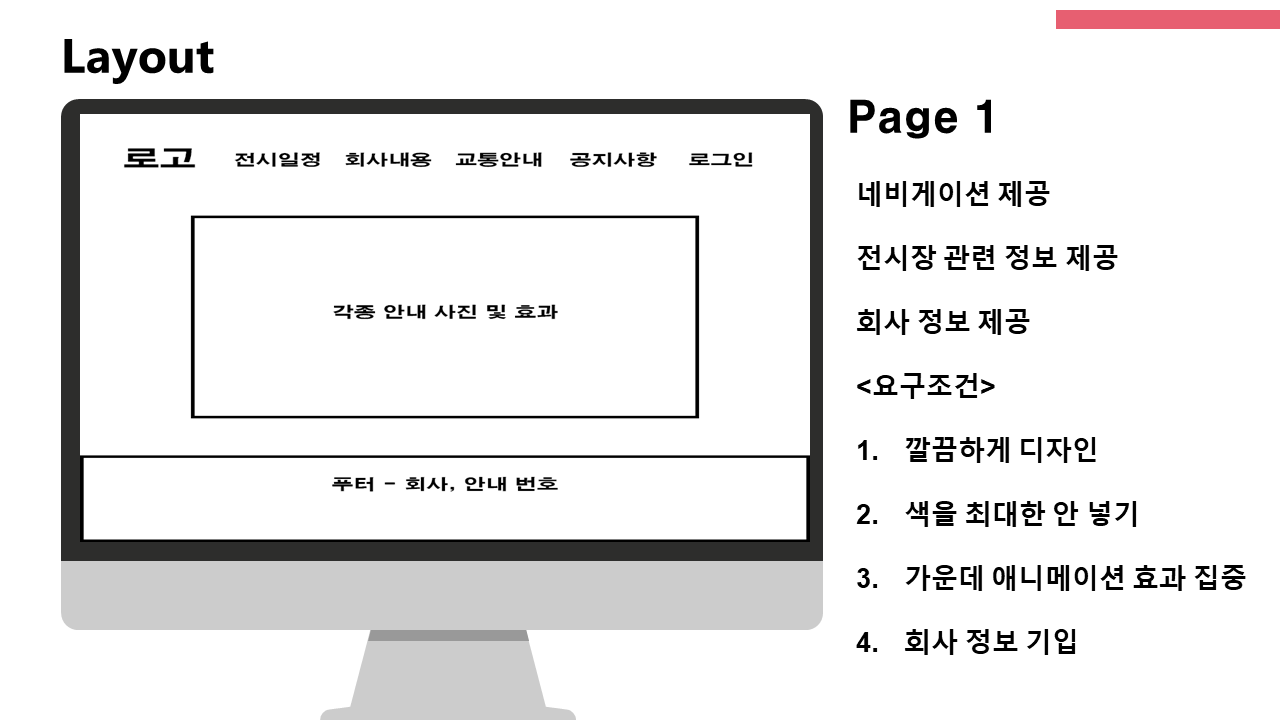 Layout
로고 전시일정 회사내용 교통안내 공지사항 로그인
각종 안내 사진 및 효과
푸터 - 회사, 안내 번호
Page 1
네비게이션 제공
전시장 관련 정보 제공
회사 정보 제공
<요구조건>
1. 깔끔하게 디자인
2. 색을 최대한 안 넣기
3. 가운데 애니메이션 효과 집중
4. 회사 정보 기입